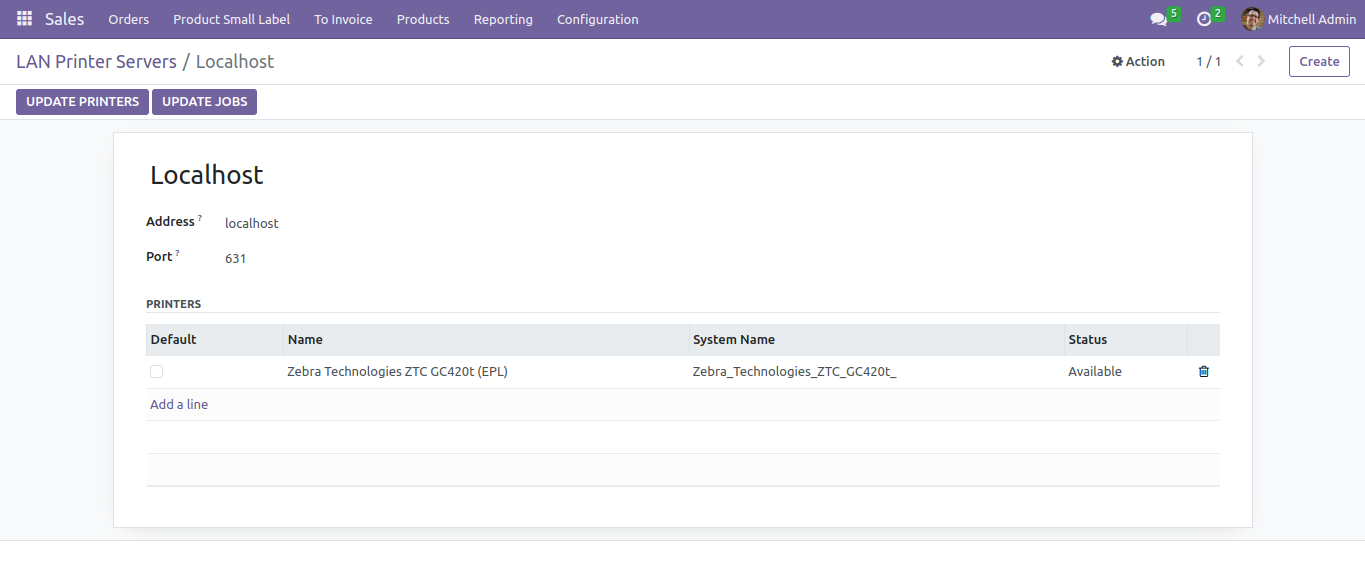 Sales Orders Product Small Label To Invoice Products Reporting Configuration 5 2 Mitchell Admin
LAN Printer Servers / Localhost Action 1 / 1 Create
UPDATE PRINTERS UPDATE JOBS
Localhost
Address ? localhost
Port ? 631
PRINTERS
Default Name System Name Status
Zebra Technologies ZTC GC420t (EPL) Zebra_Technologies_ZTC_GC420t_ Available
Add a line